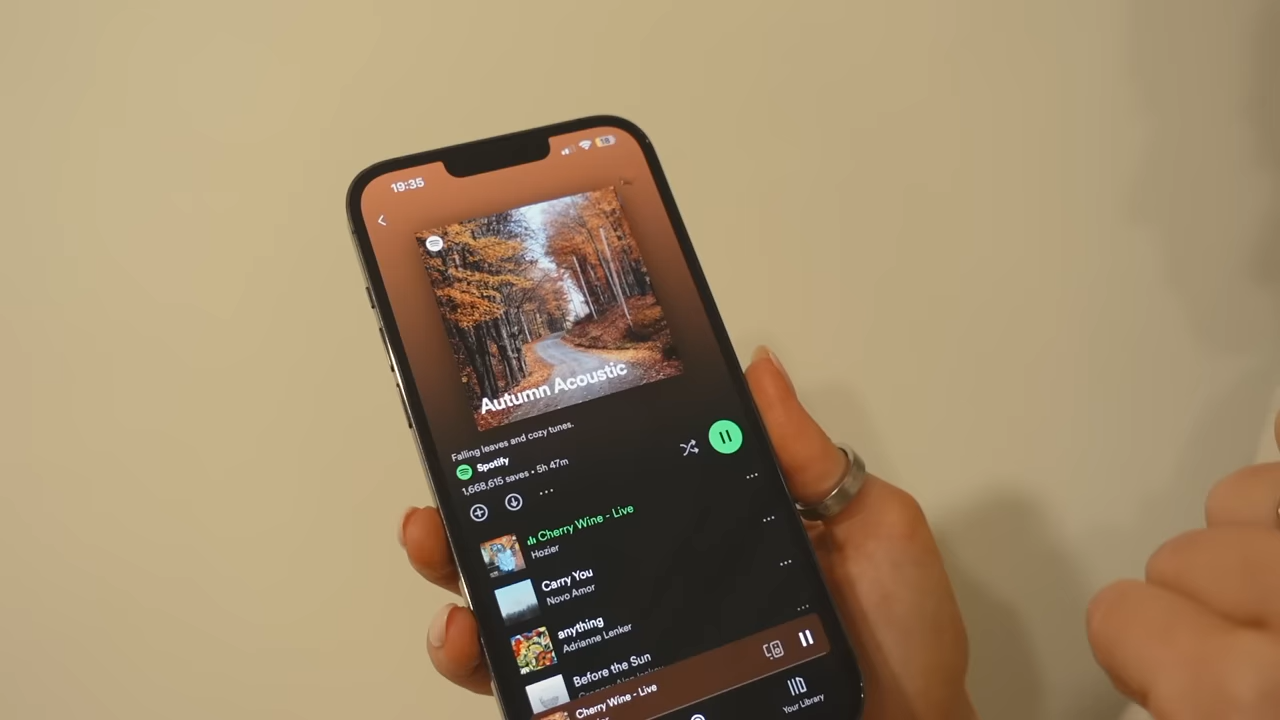 19:35
18
Autumn Acoustic
Falling leaves and cozy tunes.
Spotify
1,668,615 saves • 5h 47m
Cherry Wine - Live
Hozier
Carry You
Novo Amor
anything
Adrianne Lenker
Before the Sun
Cherry Wine - Live
Your Library